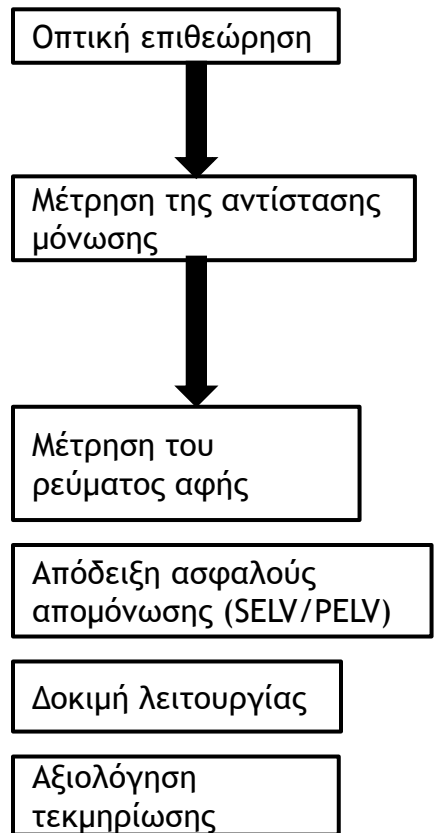 Οπτική επιθεώρηση
Μέτρηση της αντίστασης
μόνωσης
Μέτρηση του
ρεύματος αφής
Απόδειξη ασφαλούς
απομόνωσης (SELV/PELV)
Δοκιμή λειτουργίας
Αξιολόγηση
τεκμηρίωσης